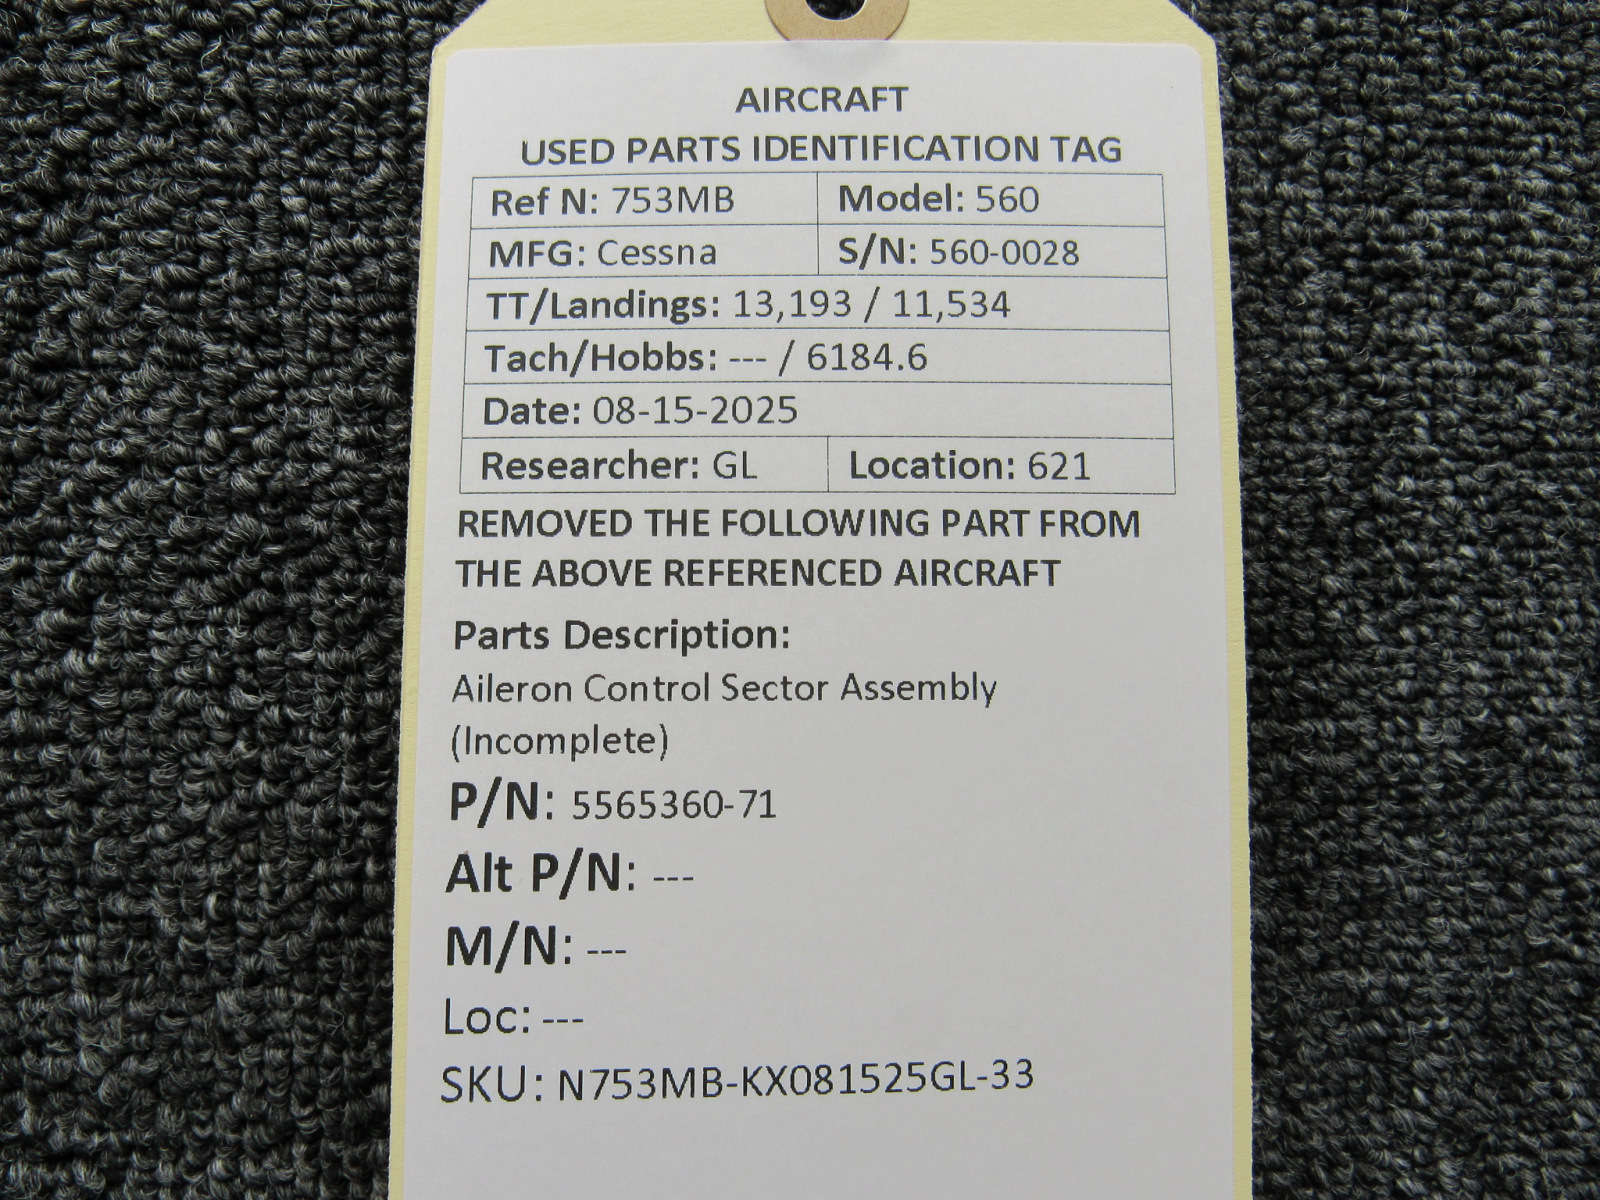 AIRCRAFT
USED PARTS IDENTIFICATION TAG
Ref N: 753MB Model: 560
MFG: Cessna S/N: 560-0028
TT/Landings: 13,193 / 11,534
Tach/Hobbs: --- / 6184.6
Date: 08-15-2025
Researcher: GL Location: 621
REMOVED THE FOLLOWING PART FROM
THE ABOVE REFERENCED AIRCRAFT
Parts Description:
Aileron Control Sector Assembly
(Incomplete)
P/N: 5565360-71
Alt P/N: ---
M/N: ---
Loc: ---
SKU: N753MB-KX081525GL-33